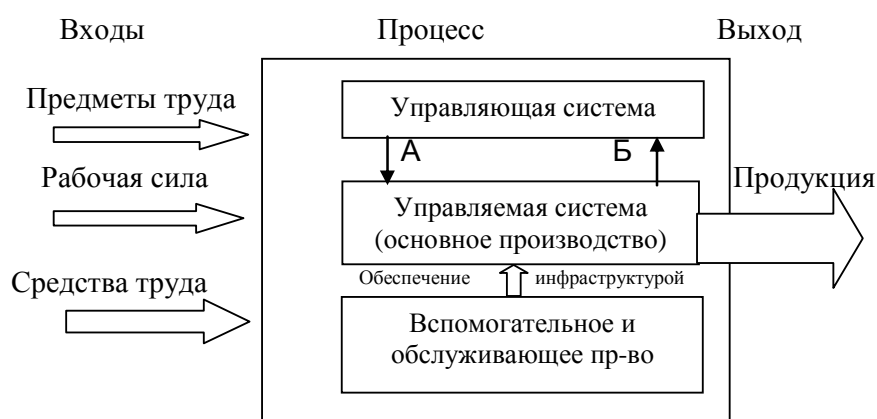 Входы
Процесс
Выход
Предметы труда
Рабочая сила
Средства труда
Управляющая система
А
Б
Управляемая система
(основное производство)
Обеспечение инфраструктурой
Вспомогательное и
обслуживающее пр-во
Продукция